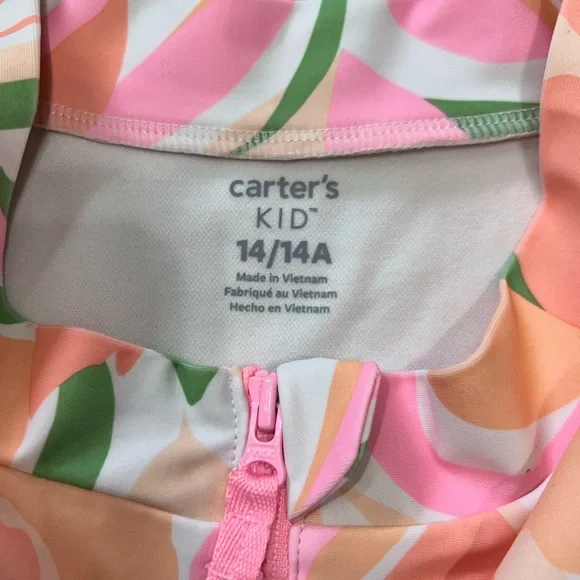 carter's
KID™
14/14A
Made in Vietnam
Fabriqué au Vietnam
Hecho en Vietnam